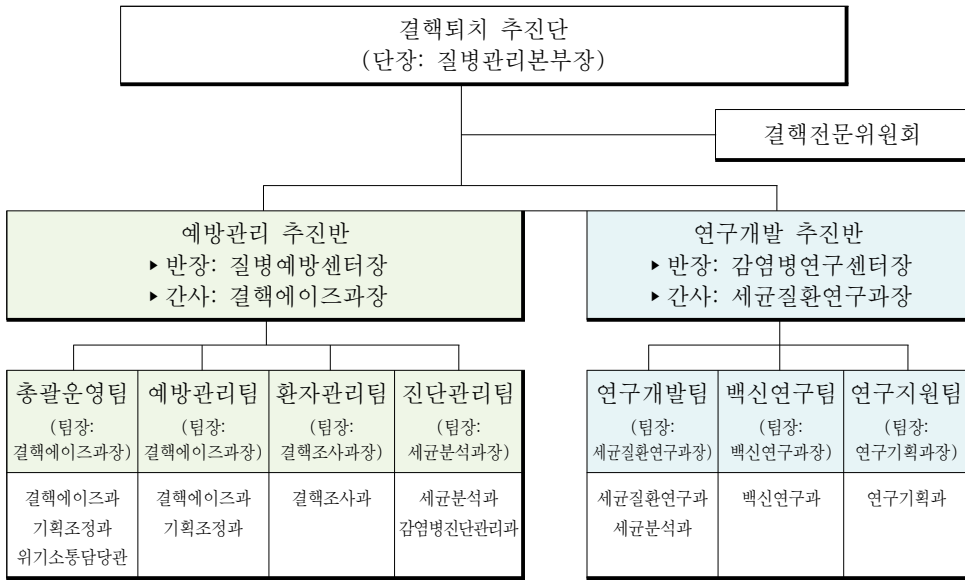 결핵퇴치 추진단
(단장: 질병관리본부장)
결핵전문위원회
예방관리 추진반
▶ 반장: 질병예방센터장
▶ 간사: 결핵에이즈과장
연구개발 추진반
▶ 반장: 감염병연구센터장
▶ 간사: 세균질환연구과장
총괄운영팀
(팀장:
결핵에이즈과장)
결핵에이즈과
기획조정과
위기소통담당관
예방관리팀
(팀장:
결핵에이즈과장)
결핵에이즈과
기획조정과
환자관리팀
(팀장:
결핵조사과장)
결핵조사과
진단관리팀
(팀장:
세균분석과장)
세균분석과
감염병진단관리과
연구개발팀
(팀장:
세균질환연구과장)
세균질환연구과
세균분석과
백신연구팀
(팀장:
백신연구과장)
백신연구과
연구지원팀
(팀장:
연구기획과장)
연구기획과